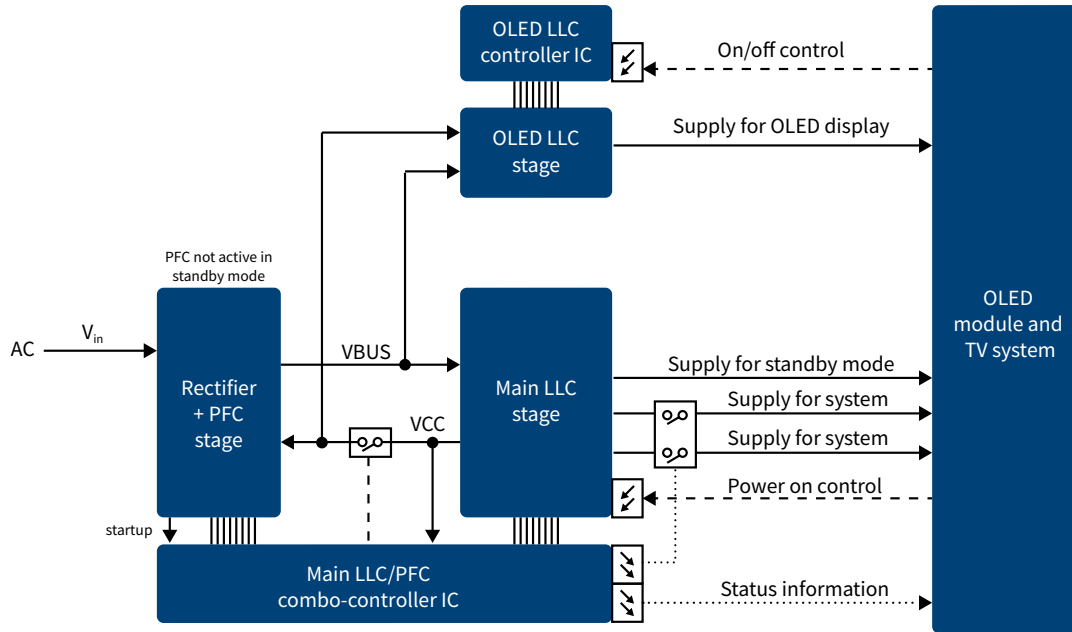 OLED LLC
controller IC
On/off control
OLED LLC
stage
Supply for OLED display
PFC not active in
standby mode
AC
Vin
VBUS
Rectifier
+ PFC
stage
VCC
Main LLC
stage
Supply for standby mode
Supply for system
Supply for system
Power on control
OLED
module and
TV system
startup
Main LLC/PFC
combo-controller IC
Status information